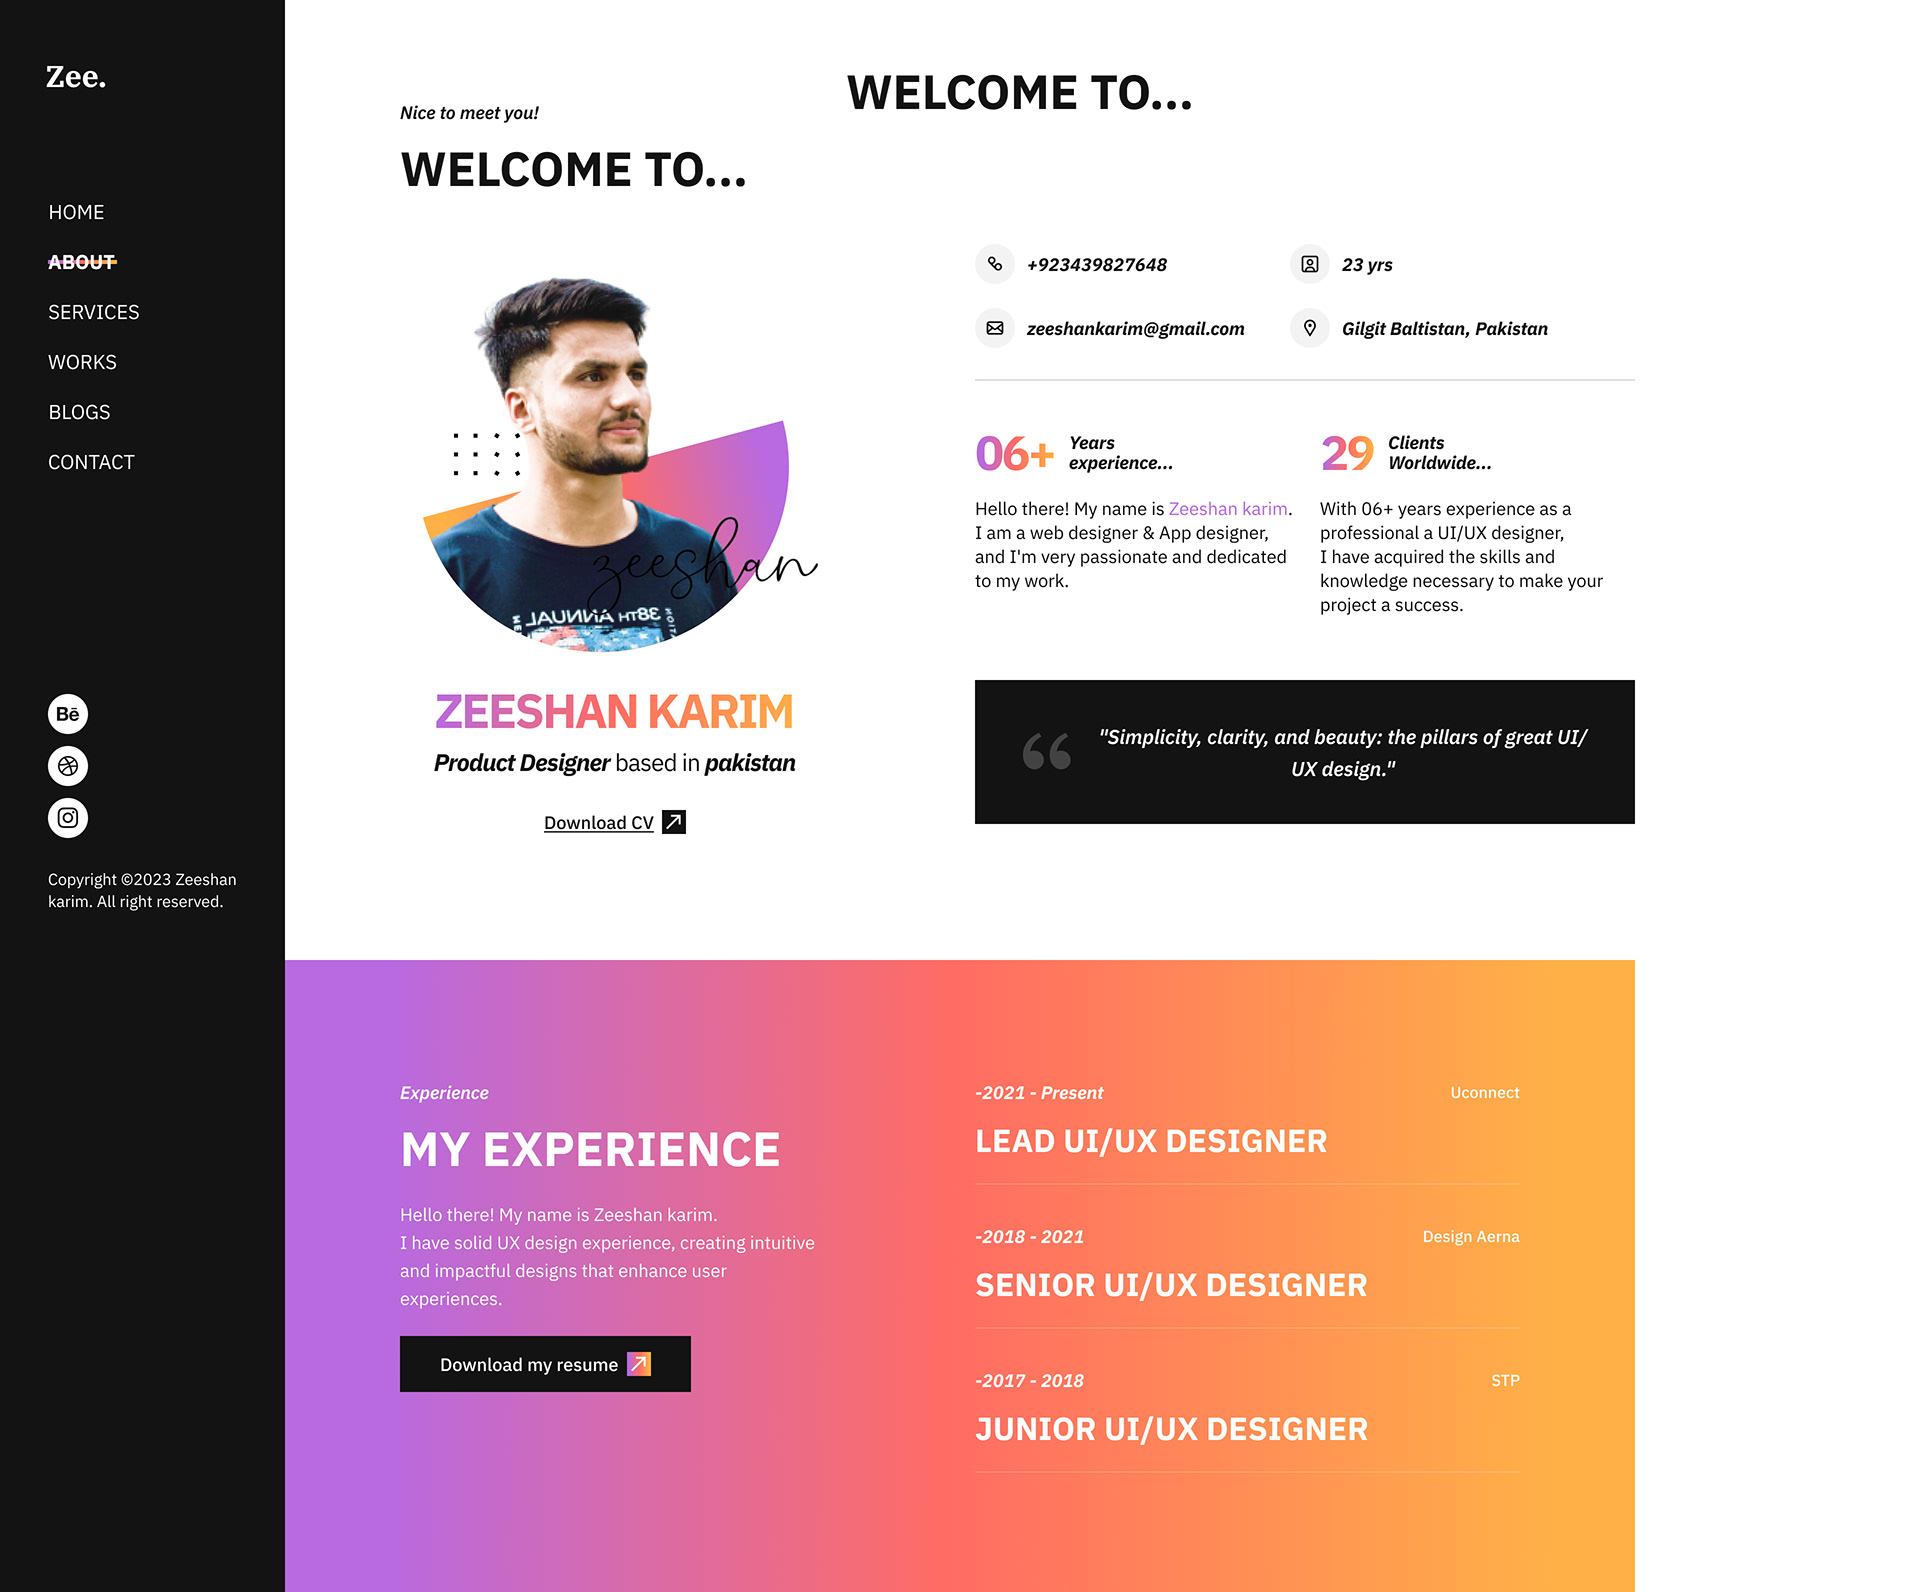 Zee.
HOME
ABOUT
SERVICES
WORKS
BLOGS
CONTACT
Bē
Copyright ©2023 Zeeshan
karim. All right reserved.
Nice to meet you!
WELCOME TO...
WELCOME TO...
zeeshan
JAUNNA HT8E
ZEESHAN KARIM
Product Designer based in pakistan
Download CV
+923439827648
23 yrs
zeeshankarim@gmail.com
Gilgit Baltistan, Pakistan
06+
Years
experience...
Hello there! My name is Zeeshan karim.
I am a web designer & App designer,
and I'm very passionate and dedicated
to my work.
29
Clients
Worldwide...
With 06+ years experience as a
professional a UI/UX designer,
I have acquired the skills and
knowledge necessary to make your
project a success.
"Simplicity, clarity, and beauty: the pillars of great UI/
UX design."
Experience
MY EXPERIENCE
Hello there! My name is Zeeshan karim.
I have solid UX design experience, creating intuitive
and impactful designs that enhance user
experiences.
Download my resume
-2021 - Present
Uconnect
LEAD UI/UX DESIGNER
-2018 - 2021
Design Aerna
SENIOR UI/UX DESIGNER
-2017 - 2018
STP
JUNIOR UI/UX DESIGNER